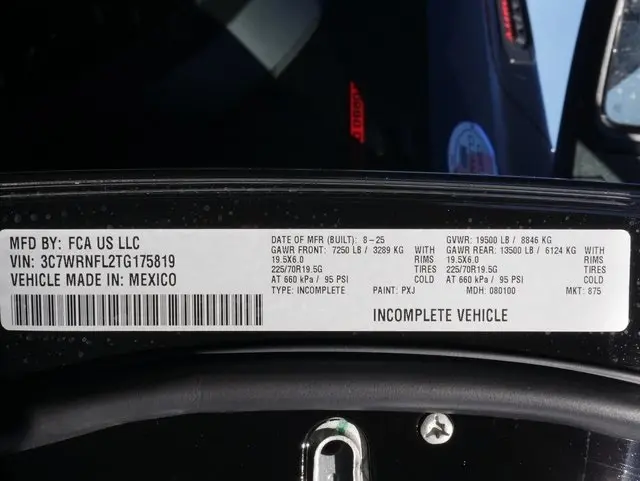 MFD BY: FCA US LLC
VIN: 3C7WRNFL2TG175819
VEHICLE MADE IN: MEXICO
DATE OF MFR (BUILT): 8-25
GAWR FRONT: 7250 LB / 3289 KG
19.5X6.0 RIMS
225/70R19.5G TIRES
AT 660 kPa / 95 PSI COLD
TYPE: INCOMPLETE PAINT: PXJ
GVWR: 19500 LB / 8846 KG
GAWR REAR: 13500 LB / 6124 KG
19.5X6.0 RIMS
225/70R19.5G TIRES
AT 660 kPa / 95 PSI COLD
MDH: 080100 MKT: 875
INCOMPLETE VEHICLE